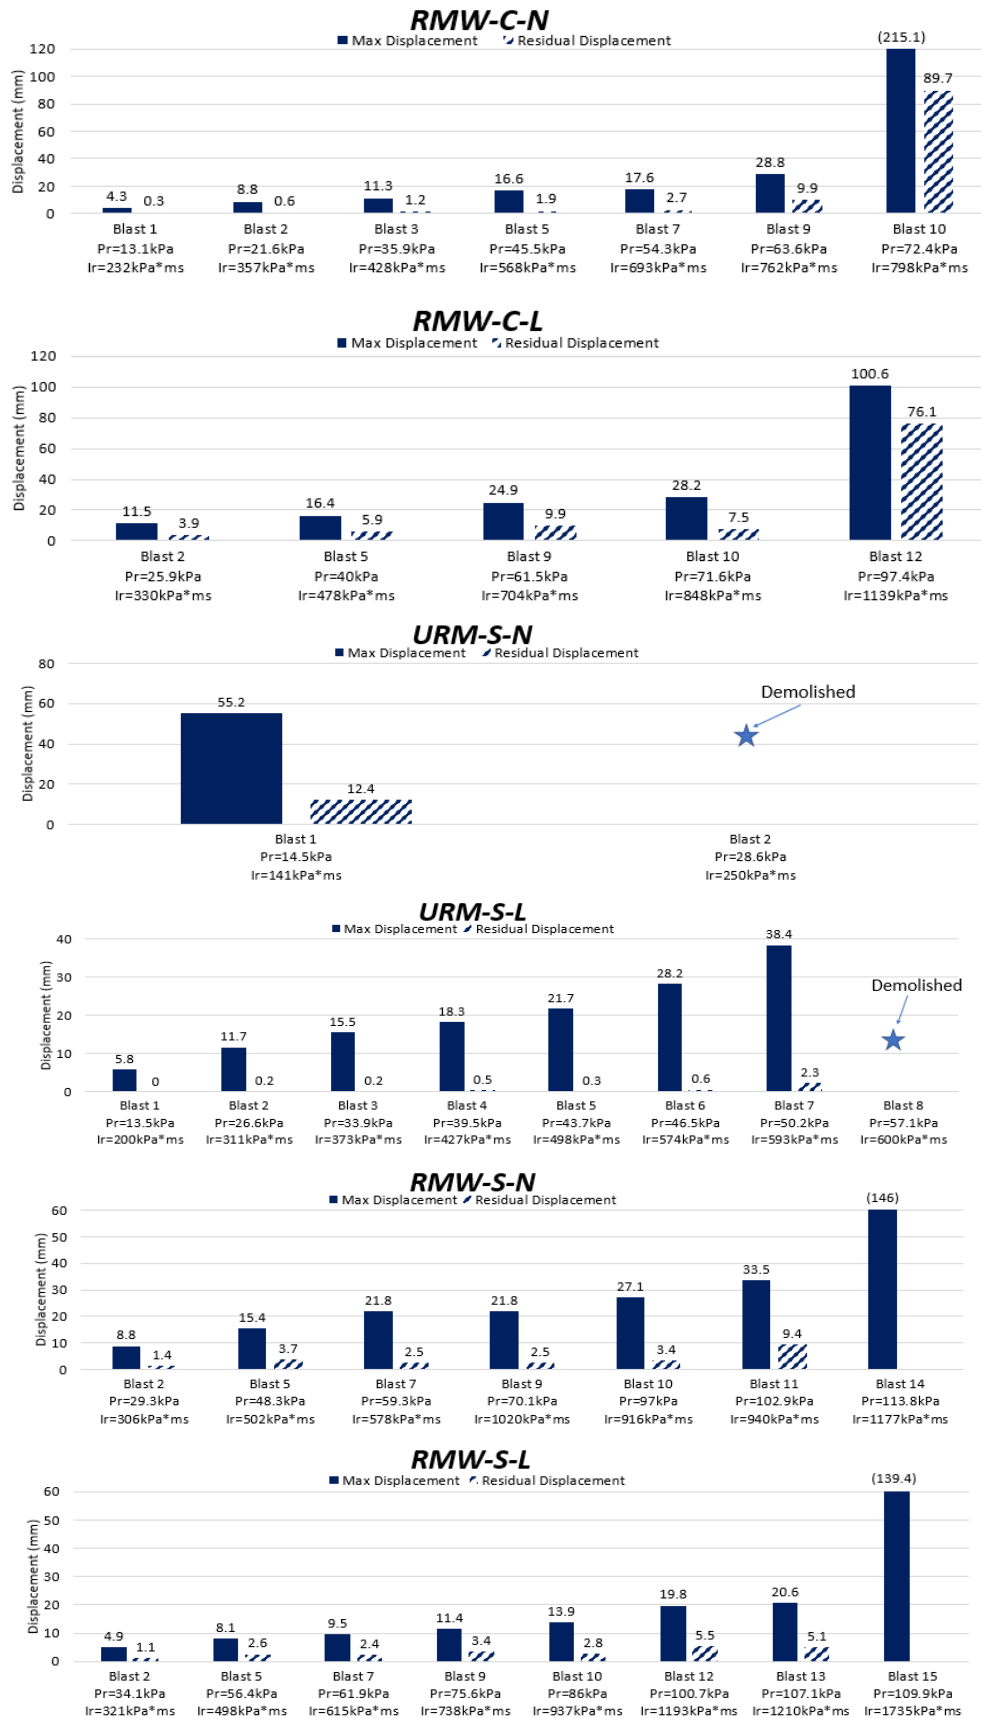 RMW-C-N
Max Displacement Residual Displacement
Displacement (mm)
120
100
80
60
40
20
0
4.3 0.3 8.8 0.6 11.3 1.2 16.6 1.9 17.6 2.7 28.8 9.9 (215.1) 89.7
Blast 1 Blast 2 Blast 3 Blast 5 Blast 7 Blast 9 Blast 10
Pr=13.1kPa Pr=21.6kPa Pr=35.9kPa Pr=45.5kPa Pr=54.3kPa Pr=63.6kPa Pr=72.4kPa
Ir=232kPa*ms Ir=357kPa*ms Ir=428kPa*ms Ir=568kPa*ms Ir=693kPa*ms Ir=762kPa*ms Ir=798kPa*ms
RMW-C-L
Max Displacement Residual Displacement
Displacement (mm)
120
100
80
60
40
20
0
11.5 3.9 16.4 5.9 24.9 9.9 28.2 7.5 100.6 76.1
Blast 2 Blast 5 Blast 9 Blast 10 Blast 12
Pr=25.9kPa Pr=40kPa Pr=61.5kPa Pr=71.6kPa Pr=97.4kPa
Ir=330kPa*ms Ir=478kPa*ms Ir=704kPa*ms Ir=848kPa*ms Ir=1139kPa*ms
URM-S-N
Max Displacement Residual Displacement
Displacement (mm)
80
60
40
20
0
55.2 12.4 Demolished
Blast 1 Blast 2
Pr=14.5kPa Pr=28.6kPa
Ir=141kPa*ms Ir=250kPa*ms
URM-S-L
Max Displacement Residual Displacement
Displacement (mm)
40
30
20
10
0
5.8 0 11.7 0.2 15.5 0.2 18.3 0.5 21.7 0.3 28.2 0.6 38.4 2.3 Demolished
Blast 1 Blast 2 Blast 3 Blast 4 Blast 5 Blast 6 Blast 7 Blast 8
Pr=13.5kPa Pr=26.6kPa Pr=33.9kPa Pr=39.5kPa Pr=43.7kPa Pr=46.5kPa Pr=50.2kPa Pr=57.1kPa
Ir=200kPa*ms Ir=311kPa*ms Ir=373kPa*ms Ir=427kPa*ms Ir=498kPa*ms Ir=574kPa*ms Ir=593kPa*ms Ir=600kPa*ms
RMW-S-N
Max Displacement Residual Displacement
Displacement (mm)
60
50
40
30
20
10
0
8.8 1.4 15.4 3.7 21.8 2.5 21.8 2.5 27.1 3.4 33.5 9.4 (146)
Blast 2 Blast 5 Blast 7 Blast 9 Blast 10 Blast 11 Blast 14
Pr=29.3kPa Pr=48.3kPa Pr=59.3kPa Pr=70.1kPa Pr=97kPa Pr=102.9kPa Pr=113.8kPa
Ir=306kPa*ms Ir=502kPa*ms Ir=578kPa*ms Ir=1020kPa*ms Ir=916kPa*ms Ir=940kPa*ms Ir=1177kPa*ms
RMW-S-L
Max Displacement Residual Displacement
Displacement (mm)
60
50
40
30
20
10
0
4.9 1.1 8.1 2.6 9.5 2.4 11.4 3.4 13.9 2.8 19.8 5.5 20.6 5.1 (139.4)
Blast 2 Blast 5 Blast 7 Blast 9 Blast 10 Blast 12 Blast 13 Blast 15
Pr=34.1kPa Pr=56.4kPa Pr=61.9kPa Pr=75.6kPa Pr=86kPa Pr=100.7kPa Pr=107.1kPa Pr=109.9kPa
Ir=321kPa*ms Ir=498kPa*ms Ir=615kPa*ms Ir=738kPa*ms Ir=937kPa*ms Ir=1193kPa*ms Ir=1210kPa*ms Ir=1735kPa*ms